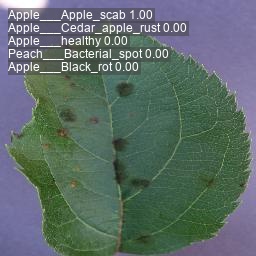 Apple___Apple_scab 1.00
Apple___Cedar_apple_rust 0.00
Apple___healthy 0.00
Peach___Bacterial_spot 0.00
Apple___Black_rot 0.00